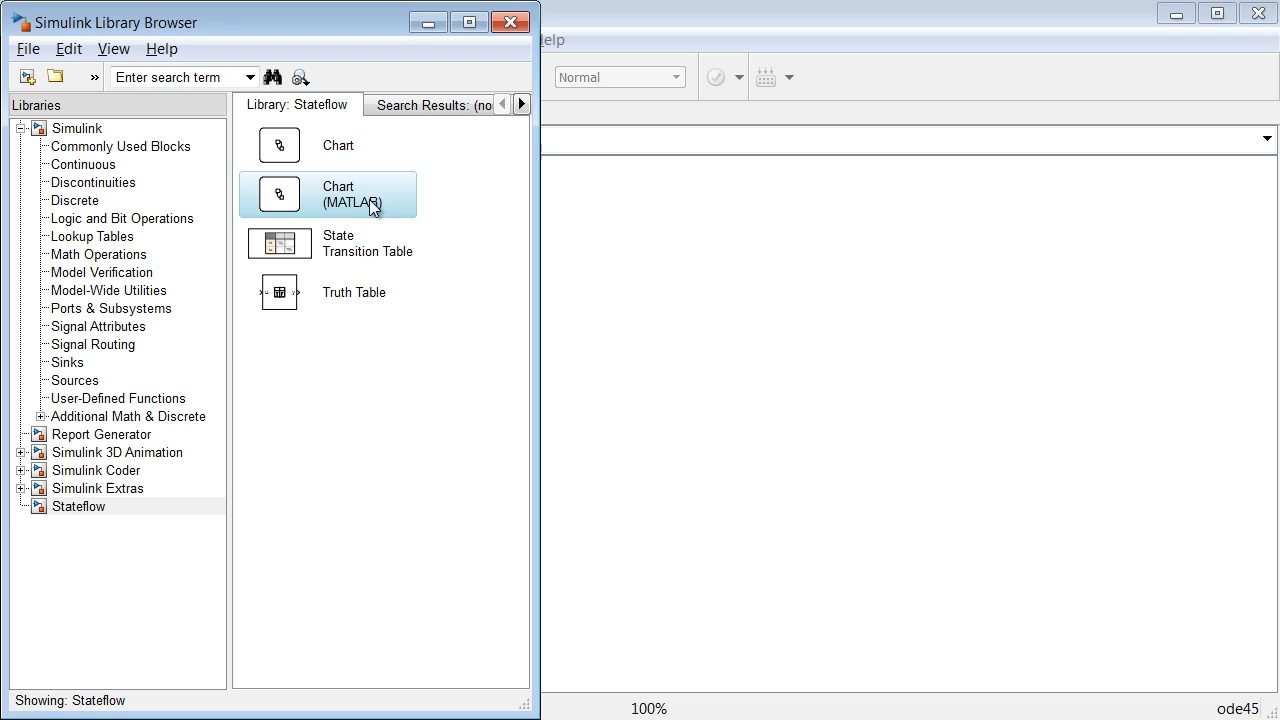 Simulink Library Browser
File Edit View Help
» Enter search term
Libraries
Library: Stateflow
Search Results: (no
Simulink
Commonly Used Blocks
Continuous
Discontinuities
Discrete
Logic and Bit Operations
Lookup Tables
Math Operations
Model Verification
Model-Wide Utilities
Ports & Subsystems
Signal Attributes
Signal Routing
Sinks
Sources
User-Defined Functions
Additional Math & Discrete
Report Generator
Simulink 3D Animation
Simulink Coder
Simulink Extras
Stateflow
Chart
Chart
(MATLAB)
State
Transition Table
Truth Table
Showing: Stateflow
elp
Normal
100%
ode45